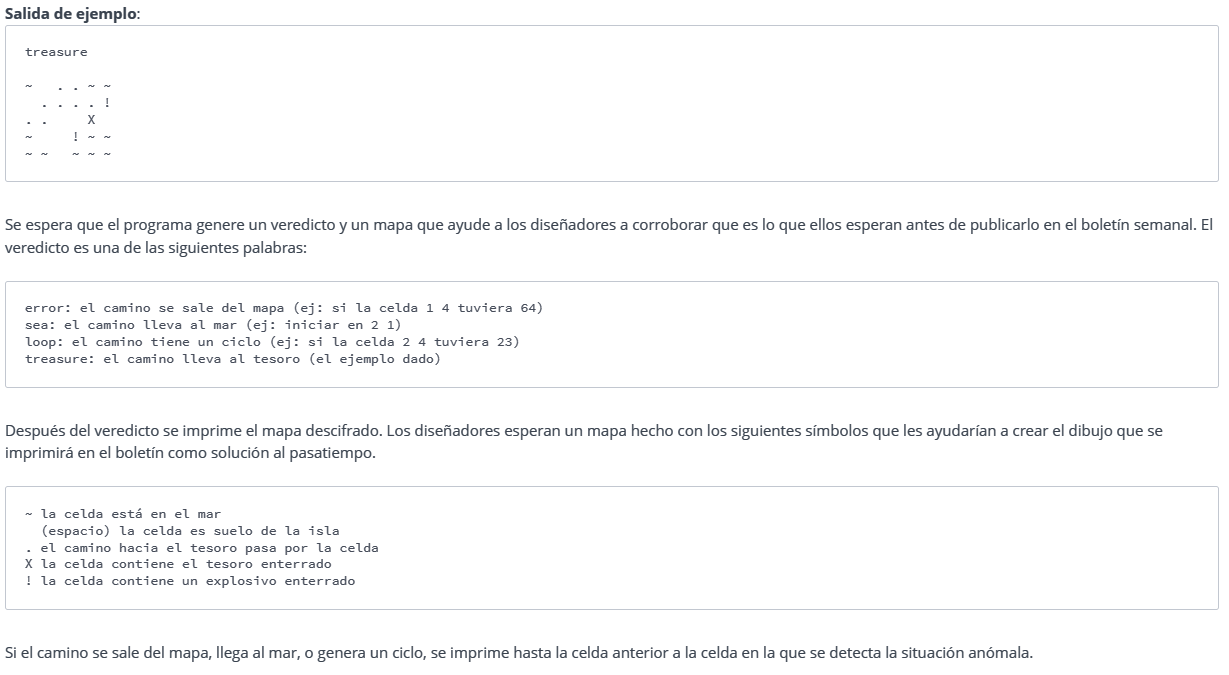 Salida de ejemplo:
treasure
~   . . ~ ~
  . . . . !
. .     X
~     ! ~ ~
~ ~   ~ ~ ~
Se espera que el programa genere un veredicto y un mapa que ayude a los diseñadores a corroborar que es lo que ellos esperan antes de publicarlo en el boletín semanal. El
veredicto es una de las siguientes palabras:
error: el camino se sale del mapa (ej: si la celda 1 4 tuviera 64)
sea: el camino lleva al mar (ej: iniciar en 2 1)
loop: el camino tiene un ciclo (ej: si la celda 2 4 tuviera 23)
treasure: el camino lleva al tesoro (el ejemplo dado)
Después del veredicto se imprime el mapa descifrado. Los diseñadores esperan un mapa hecho con los siguientes símbolos que les ayudarían a crear el dibujo que se
imprimirá en el boletín como solución al pasatiempo.
~ la celda está en el mar
  (espacio) la celda es suelo de la isla
. el camino hacia el tesoro pasa por la celda
X la celda contiene el tesoro enterrado
! la celda contiene un explosivo enterrado
Si el camino se sale del mapa, llega al mar, o genera un ciclo, se imprime hasta la celda anterior a la celda en la que se detecta la situación anómala.